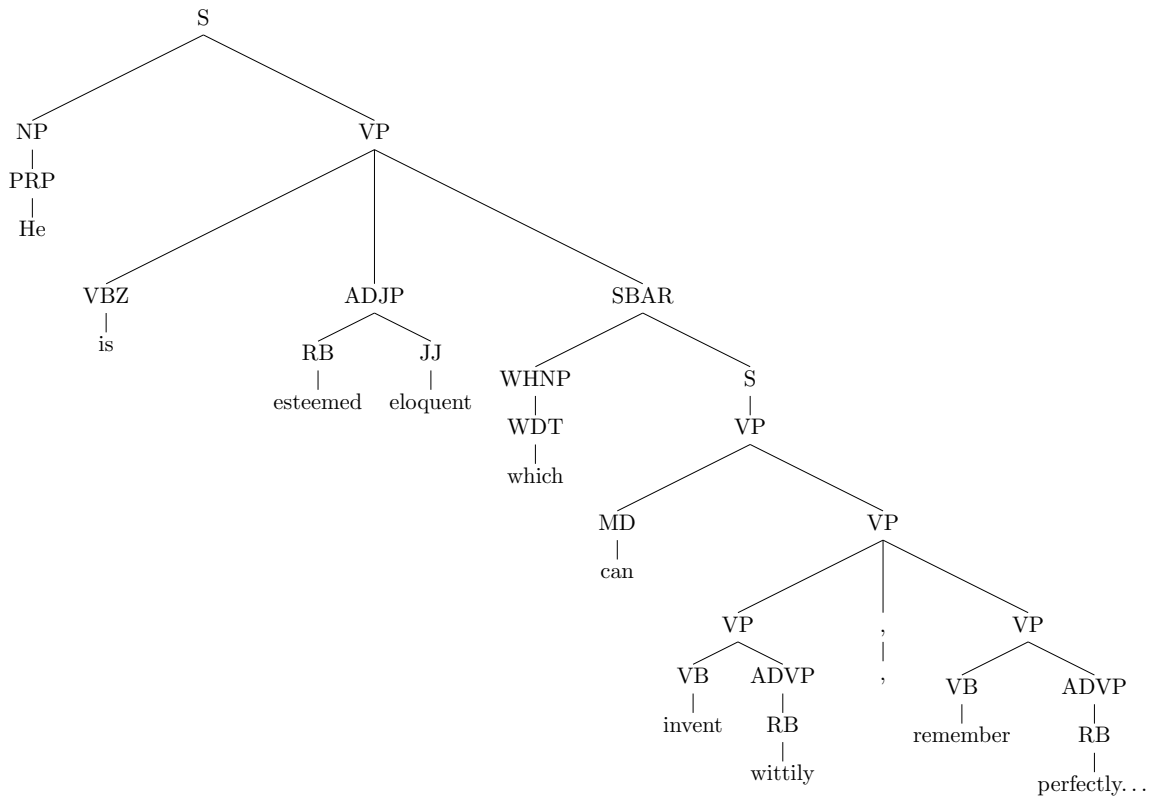 S
NP VP
PRP
He
VBZ ADJP SBAR
is RB JJ
esteemed eloquent
WHNP S
WDT VP
which
MD VP
can
VP , VP
VB ADVP , VB ADVP
invent RB remember RB
wittily perfectly...